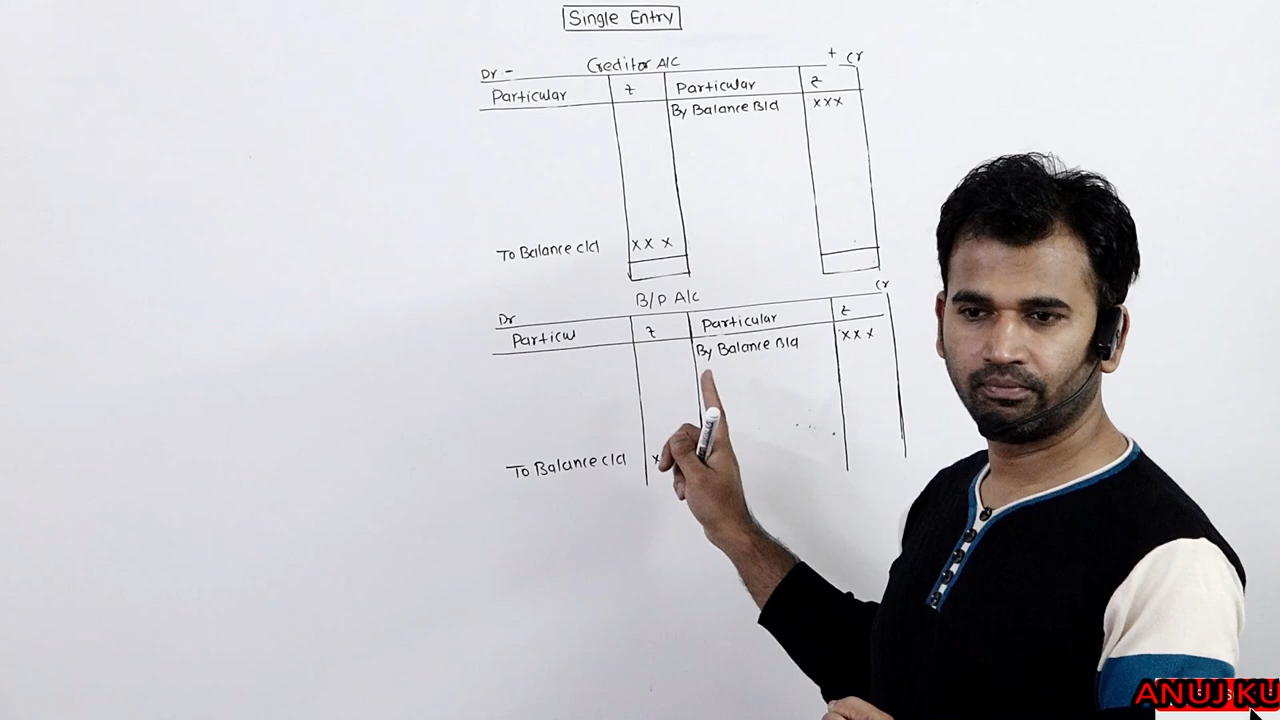 Single Entry
Dr - Creditor A/C + Cr
Particular ₹ Particular ₹
By Balance B/d xxx
To Balance c/d xxx
B/P A/C Cr
Dr
Particu ₹ Particular ₹
By Balance B/d xxx
To Balance c/d x
ANUJ KU